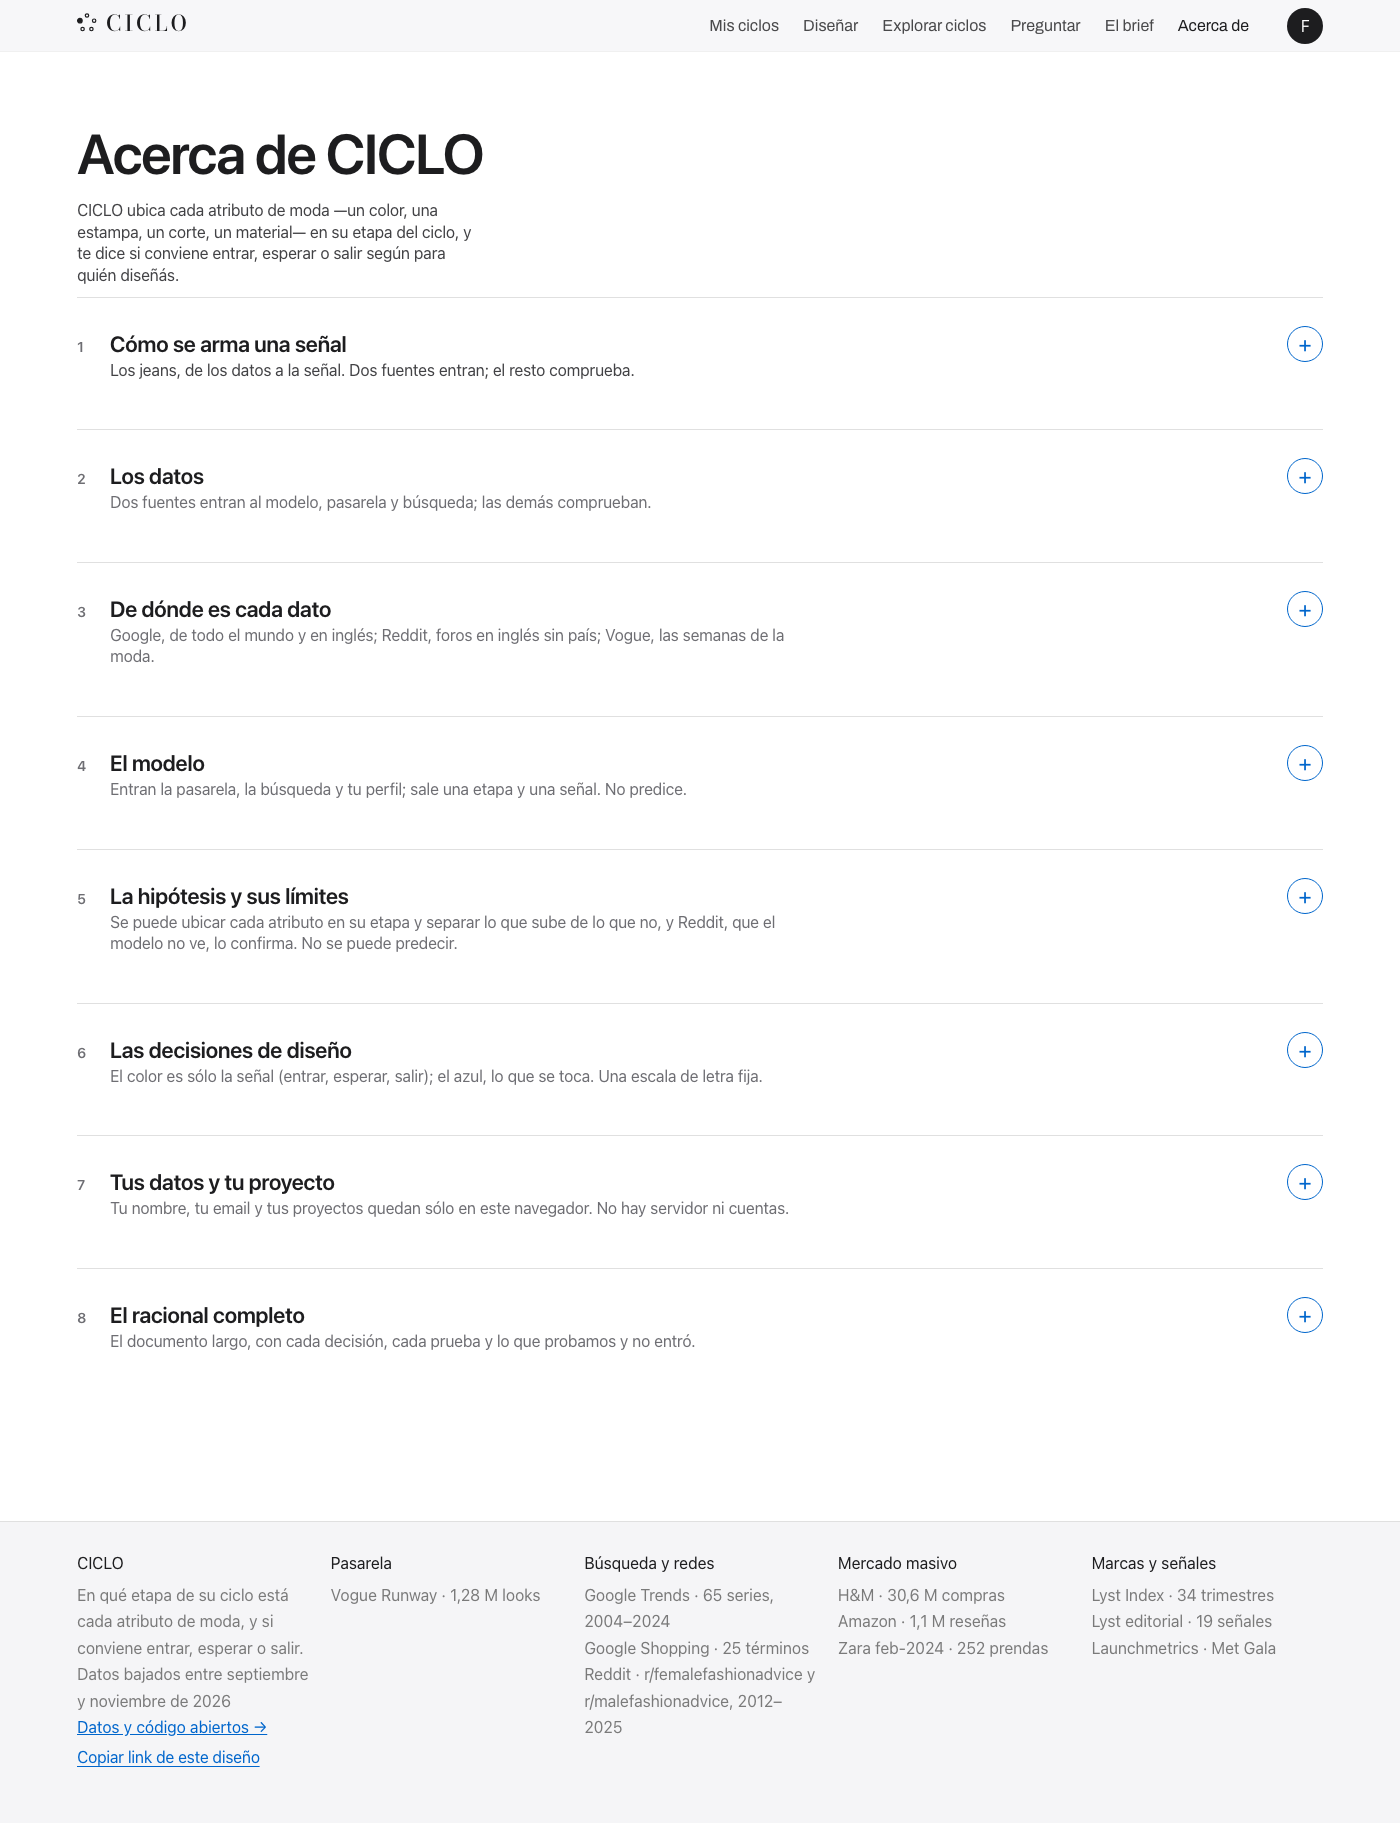 CICLO
Mis ciclos
Diseñar
Explorar ciclos
Preguntar
El brief
Acerca de
F
Acerca de CICLO
CICLO ubica cada atributo de moda —un color, una
estampa, un corte, un material— en su etapa del ciclo, y
te dice si conviene entrar, esperar o salir según para
quién diseñás.
1
Cómo se arma una señal
+
Los jeans, de los datos a la señal. Dos fuentes entran; el resto comprueba.
2
Los datos
+
Dos fuentes entran al modelo, pasarela y búsqueda; las demás comprueban.
3
De dónde es cada dato
+
Google, de todo el mundo y en inglés; Reddit, foros en inglés sin país; Vogue, las semanas de la
moda.
4
El modelo
+
Entran la pasarela, la búsqueda y tu perfil; sale una etapa y una señal. No predice.
5
La hipótesis y sus límites
+
Se puede ubicar cada atributo en su etapa y separar lo que sube de lo que no, y Reddit, que el
modelo no ve, lo confirma. No se puede predecir.
6
Las decisiones de diseño
+
El color es sólo la señal (entrar, esperar, salir); el azul, lo que se toca. Una escala de letra fija.
7
Tus datos y tu proyecto
+
Tu nombre, tu email y tus proyectos quedan sólo en este navegador. No hay servidor ni cuentas.
8
El racional completo
+
El documento largo, con cada decisión, cada prueba y lo que probamos y no entró.
CICLO
En qué etapa de su ciclo está
cada atributo de moda, y si
conviene entrar, esperar o salir.
Datos bajados entre septiembre
y noviembre de 2026
Datos y código abiertos →
Copiar link de este diseño
Pasarela
Vogue Runway · 1,28 M looks
Búsqueda y redes
Google Trends · 65 series,
2004–2024
Google Shopping · 25 términos
Reddit · r/femalefashionadvice y
r/malefashionadvice, 2012–
2025
Mercado masivo
H&M · 30,6 M compras
Amazon · 1,1 M reseñas
Zara feb-2024 · 252 prendas
Marcas y señales
Lyst Index · 34 trimestres
Lyst editorial · 19 señales
Launchmetrics · Met Gala